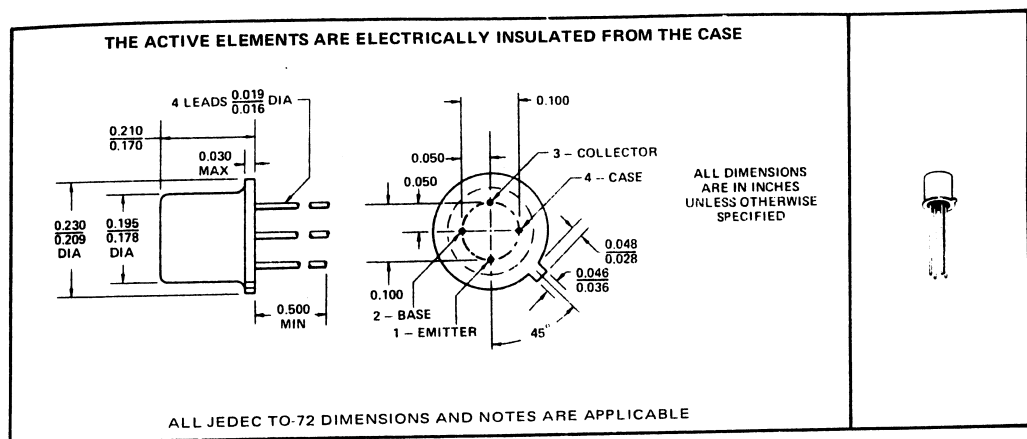 THE ACTIVE ELEMENTS ARE ELECTRICALLY INSULATED FROM THE CASE
4 LEADS 0.019/0.016 DIA
0.100
0.210/0.170
0.030
MAX
0.050
3 – COLLECTOR
4 -- CASE
0.050
ALL DIMENSIONS
ARE IN INCHES
UNLESS OTHERWISE
SPECIFIED
0.230/0.209
DIA
0.195/0.178
DIA
0.048/0.028
0.046/0.036
0.100
0.500
MIN
2 – BASE
1 – EMITTER
45°
ALL JEDEC TO-72 DIMENSIONS AND NOTES ARE APPLICABLE